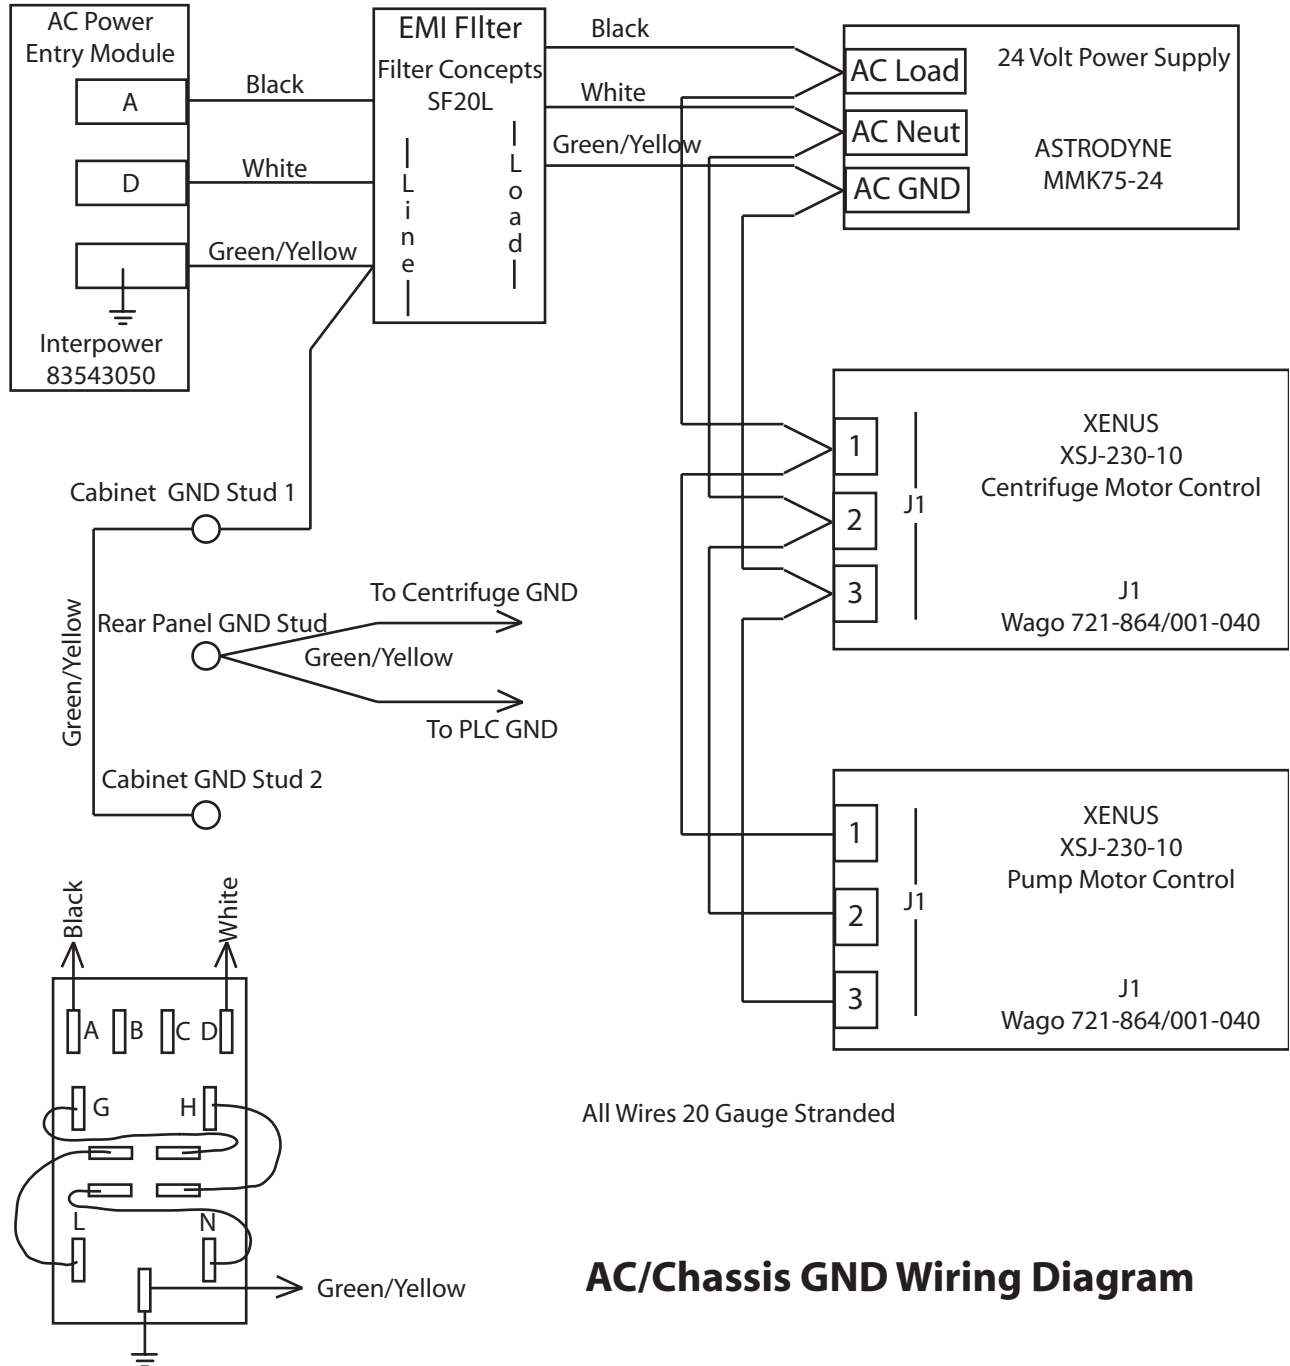 AC Power
Entry Module
A
D
Interpower
83543050
Black
White
Green/Yellow
EMI FIlter
Filter Concepts
SF20L
Line
Load
Black
White
Green/Yellow
AC Load
AC Neut
AC GND
24 Volt Power Supply
ASTRODYNE
MMK75-24
1
2
3
J1
XENUS
XSJ-230-10
Centrifuge Motor Control
J1
Wago 721-864/001-040
Cabinet GND Stud 1
Green/Yellow
Rear Panel GND Stud
To Centrifuge GND
Green/Yellow
To PLC GND
Cabinet GND Stud 2
1
2
3
J1
XENUS
XSJ-230-10
Pump Motor Control
J1
Wago 721-864/001-040
Black
White
A B C D
G H
L N
Green/Yellow
All Wires 20 Gauge Stranded
AC/Chassis GND Wiring Diagram